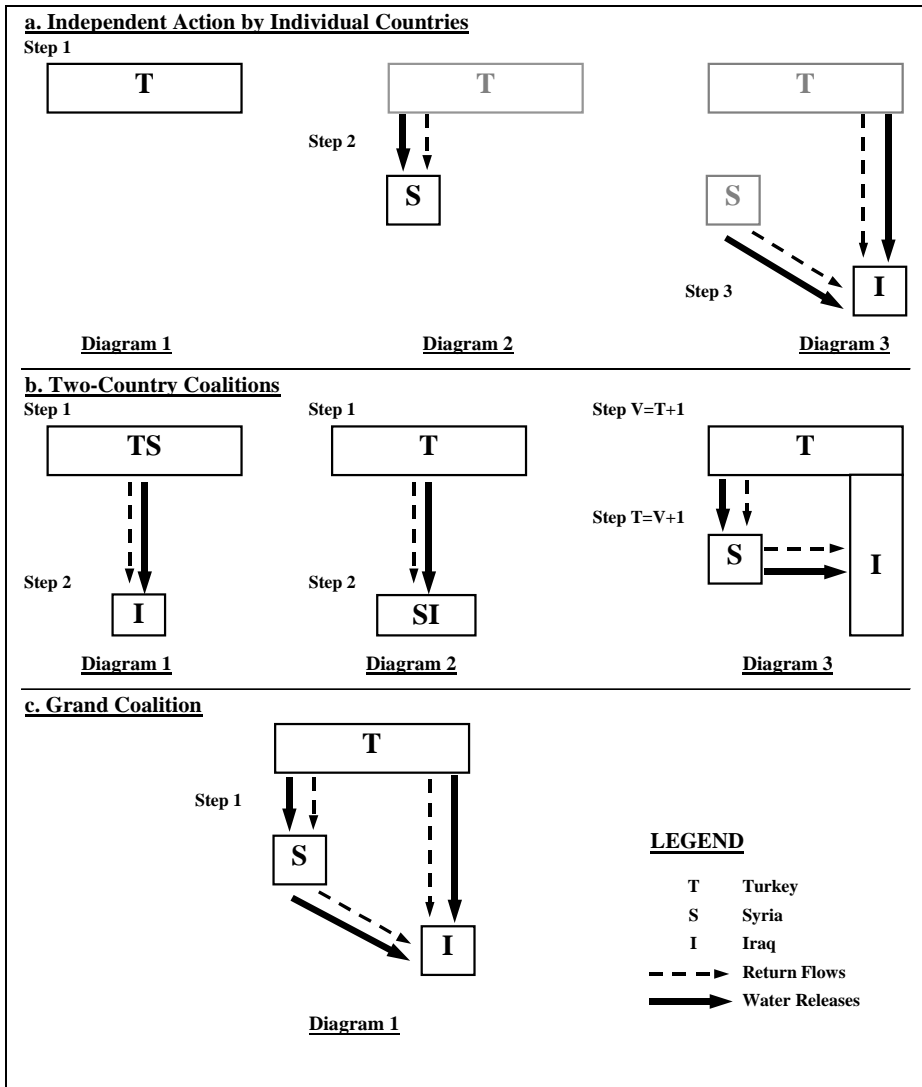 a. Independent Action by Individual Countries
Step 1
T
T
T
Step 2
S
S
Step 3
I
Diagram 1
Diagram 2
Diagram 3
b. Two-Country Coalitions
Step 1
Step 1
Step V=T+1
TS
T
T
Step T=V+1
S
I
Step 2
Step 2
I
SI
Diagram 1
Diagram 2
Diagram 3
c. Grand Coalition
T
Step 1
S
I
Diagram 1
LEGEND
T Turkey
S Syria
I Iraq
Return Flows
Water Releases